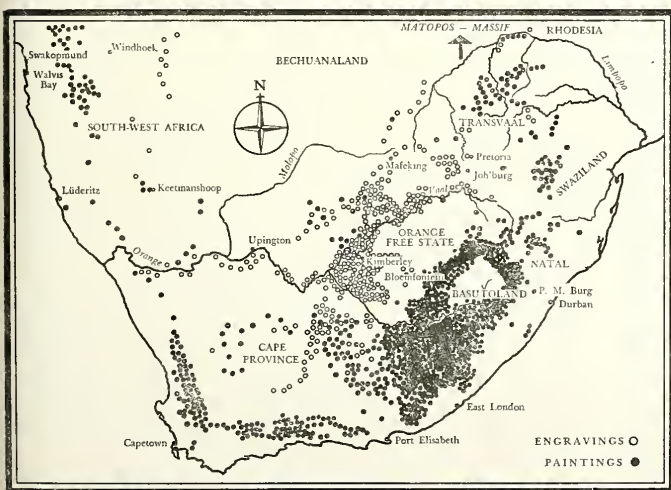 MATOPOS – MASSIF
RHODESIA
Swakopmund
Windhoek
BECHUANALAND
Walvis
Bay
Limpopo
N
SOUTH-WEST AFRICA
TRANSVAAL
Molopo
Pretoria
Mafeking
Joh'burg
SWAZILAND
Keetmanshoop
Vaal
Lüderitz
ORANGE
FREE STATE
Upington
Orange
Kimberley
NATAL
Bloemfontein
BASUTOLAND
P. M. Burg
Durban
CAPE
PROVINCE
East London
Capetown
Port Elisabeth
ENGRAVINGS
PAINTINGS